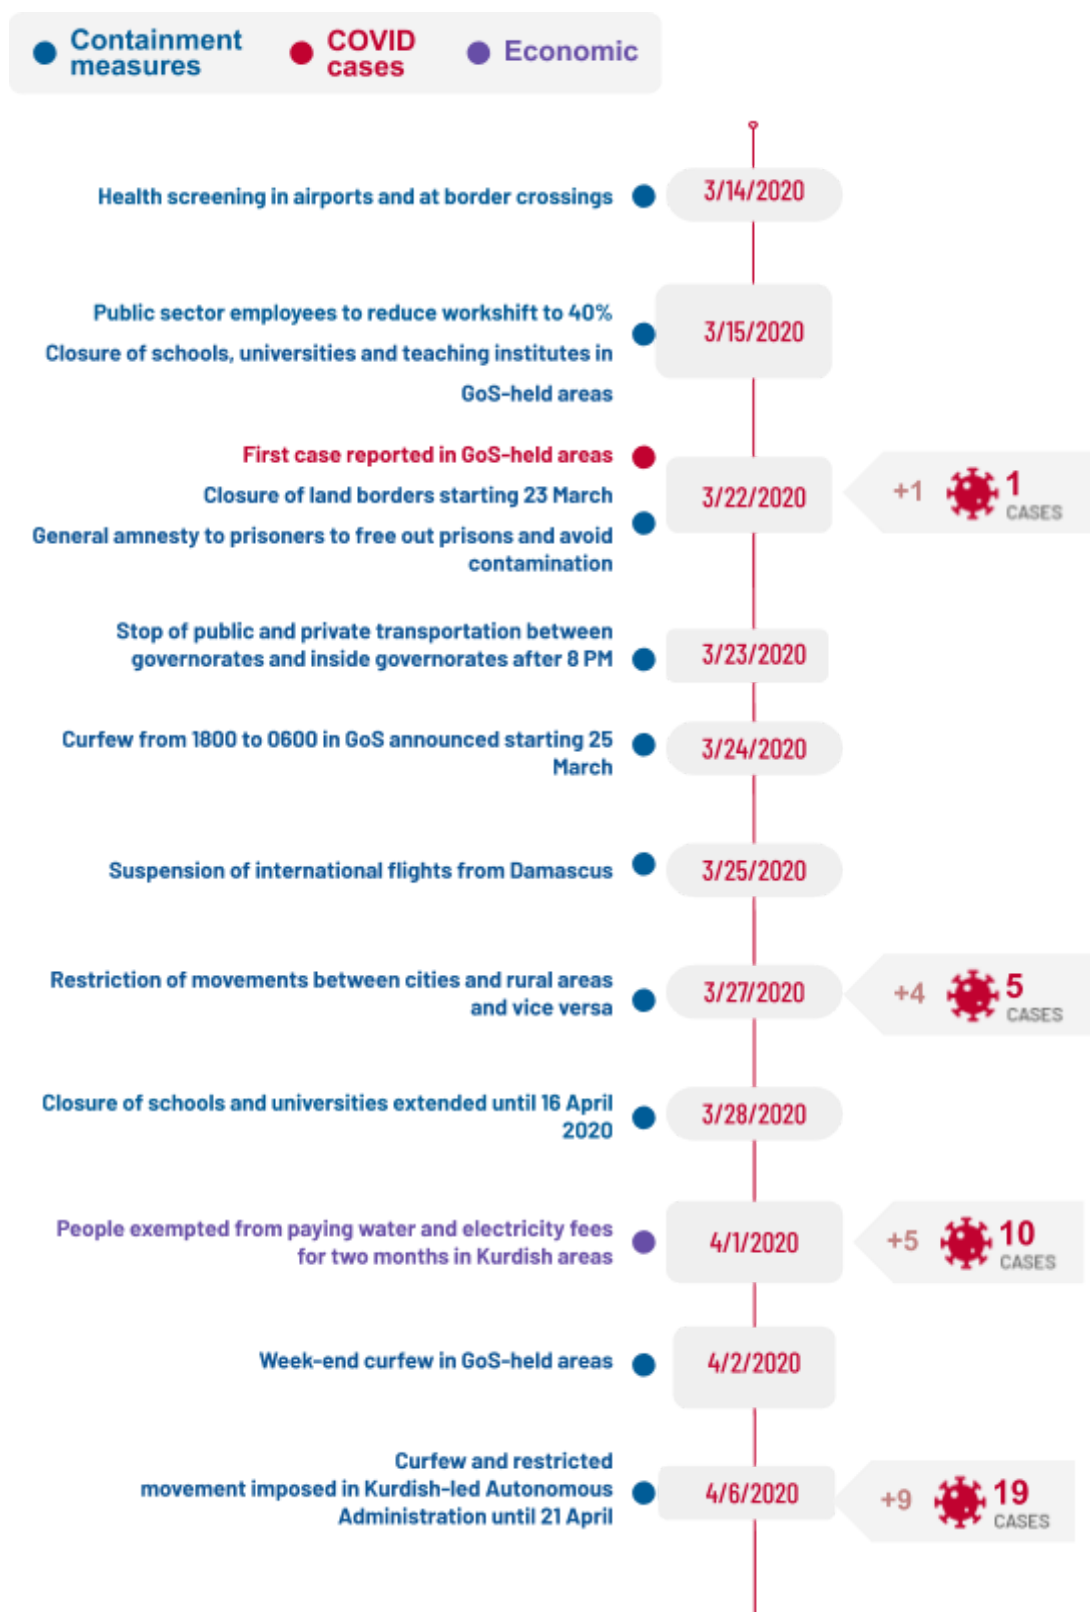 Containment
measures
COVID
cases
Economic
Health screening in airports and at border crossings
3/14/2020
Public sector employees to reduce workshift to 40%
Closure of schools, universities and teaching institutes in
GoS-held areas
3/15/2020
First case reported in GoS-held areas
Closure of land borders starting 23 March
General amnesty to prisoners to free out prisons and avoid
contamination
3/22/2020
+1
1
CASES
Stop of public and private transportation between
governorates and inside governorates after 8 PM
3/23/2020
Curfew from 1800 to 0600 in GoS announced starting 25
March
3/24/2020
Suspension of international flights from Damascus
3/25/2020
Restriction of movements between cities and rural areas
and vice versa
3/27/2020
+4
5
CASES
Closure of schools and universities extended until 16 April
2020
3/28/2020
People exempted from paying water and electricity fees
for two months in Kurdish areas
4/1/2020
+5
10
CASES
Week-end curfew in GoS-held areas
4/2/2020
Curfew and restricted
movement imposed in Kurdish-led Autonomous
Administration until 21 April
4/6/2020
+9
19
CASES